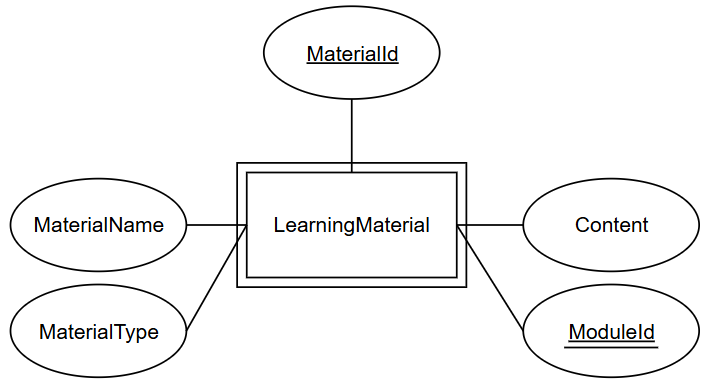 MaterialId
MaterialName
LearningMaterial
Content
MaterialType
ModuleId